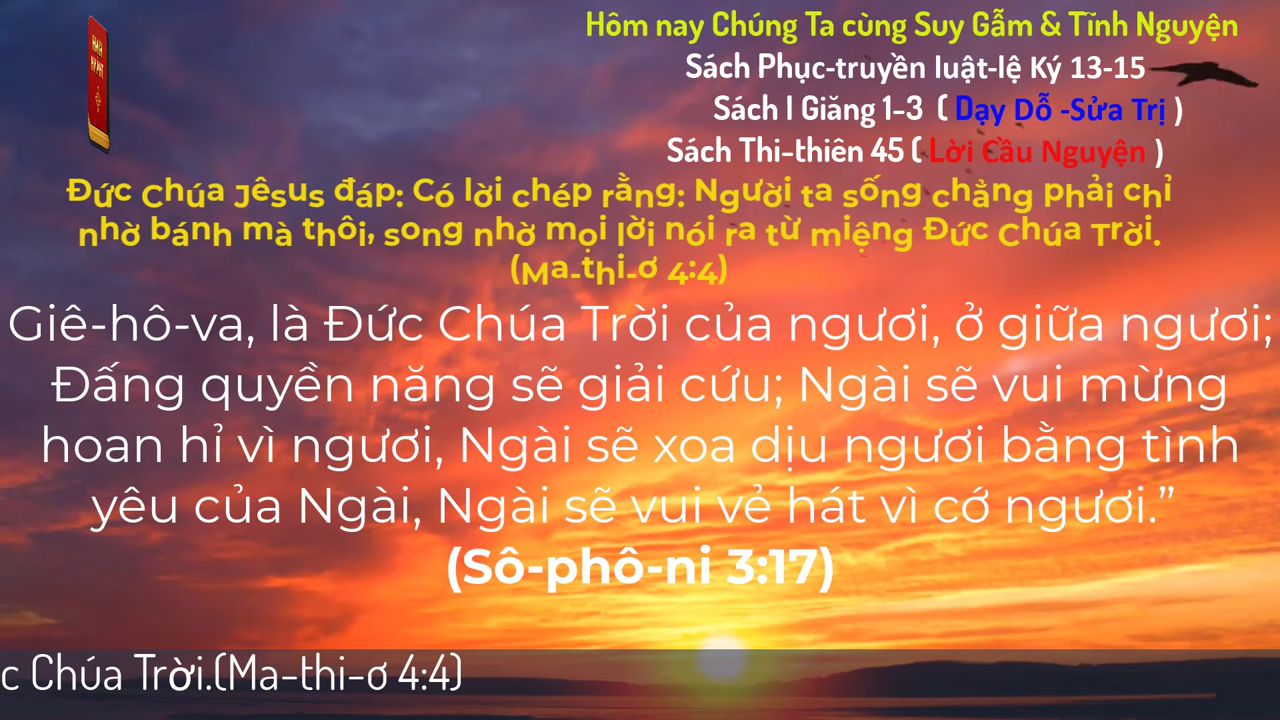 Hôm nay Chúng Ta cùng Suy Gẫm & Tĩnh Nguyện
Sách Phục-truyền luật-lệ Ký 13-15
Sách I Giăng 1-3 ( Dạy Dỗ -Sửa Trị )
Sách Thi-thiên 45 ( Lời Cầu Nguyện )
Đức Chúa Jêsus đáp: Có lời chép rằng: Người ta sống chẳng phải chỉ
nhờ bánh mà thôi, song nhờ mọi lời nói ra từ miệng Đức Chúa Trời.
(Ma-thi-ơ 4:4)
Giê-hô-va, là Đức Chúa Trời của ngươi, ở giữa ngươi;
Đấng quyền năng sẽ giải cứu; Ngài sẽ vui mừng
hoan hỉ vì ngươi, Ngài sẽ xoa dịu ngươi bằng tình
yêu của Ngài, Ngài sẽ vui vẻ hát vì cớ ngươi.”
(Sô-phô-ni 3:17)
c Chúa Trời.(Ma-thi-ơ 4:4)